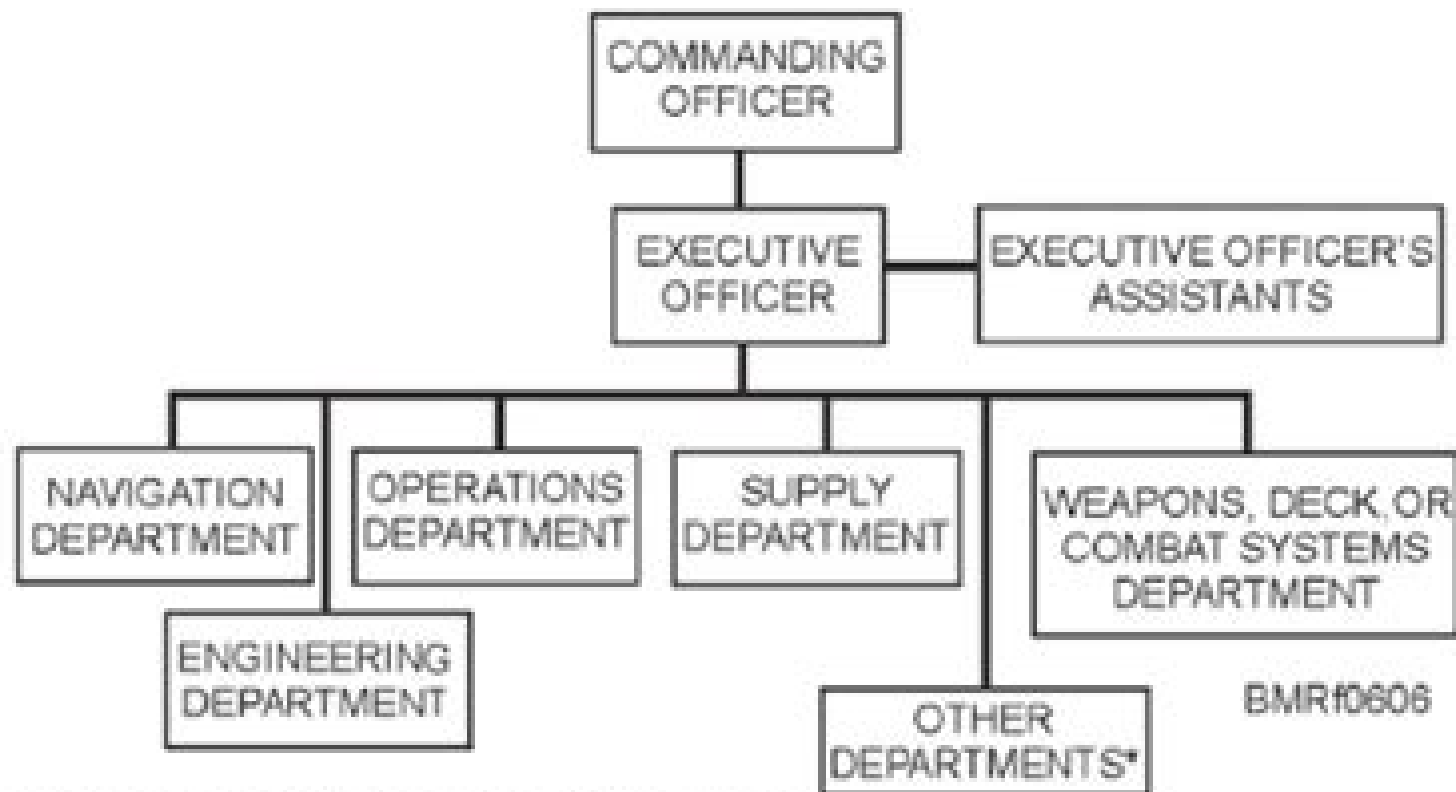 COMMANDING
OFFICER
EXECUTIVE
OFFICER
EXECUTIVE OFFICER'S
ASSISTANTS
NAVIGATION
DEPARTMENT
OPERATIONS
DEPARTMENT
SUPPLY
DEPARTMENT
WEAPONS, DECK, OR
COMBAT SYSTEMS
DEPARTMENT
ENGINEERING
DEPARTMENT
OTHER
DEPARTMENTS*
BMRf0606